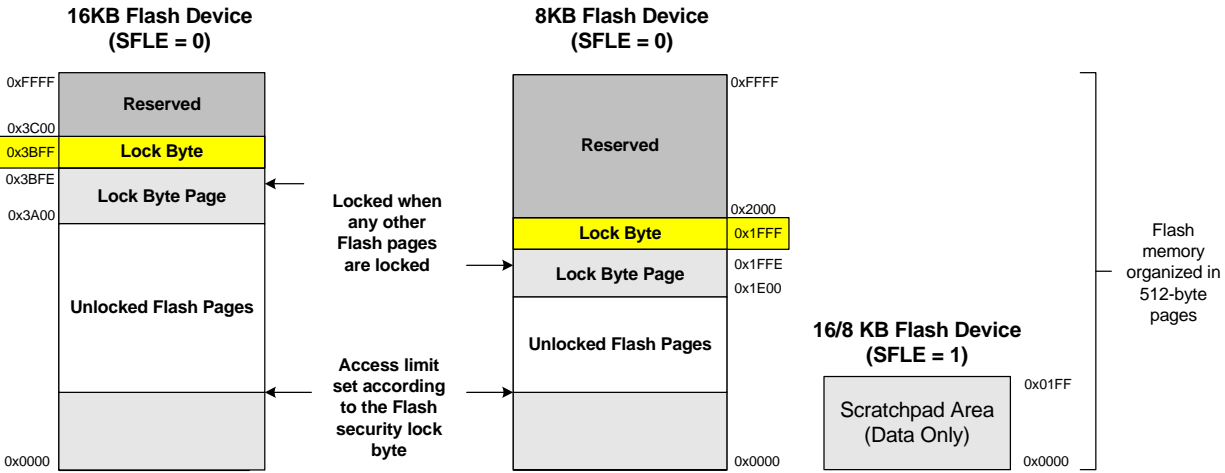 16KB Flash Device
(SFLE = 0)
0xFFFF
Reserved
0x3C00
0x3BFF
Lock Byte
0x3BFE
Lock Byte Page
0x3A00
Unlocked Flash Pages
0x0000
Locked when
any other
Flash pages
are locked
Access limit
set according
to the Flash
security lock
byte
8KB Flash Device
(SFLE = 0)
0xFFFF
Reserved
0x2000
Lock Byte
0x1FFF
0x1FFE
Lock Byte Page
0x1E00
Unlocked Flash Pages
0x0000
16/8 KB Flash Device
(SFLE = 1)
0x01FF
Scratchpad Area
(Data Only)
0x0000
Flash
memory
organized in
512-byte
pages